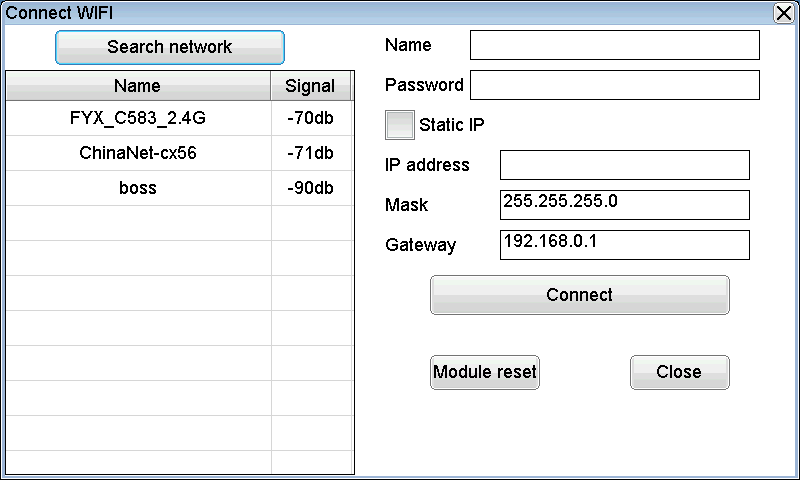 Connect WIFI
Search network
Name Signal
FYX_C583_2.4G -70db
ChinaNet-cx56 -71db
boss -90db
Name
Password
Static IP
IP address
Mask 255.255.255.0
Gateway 192.168.0.1
Connect
Module reset Close